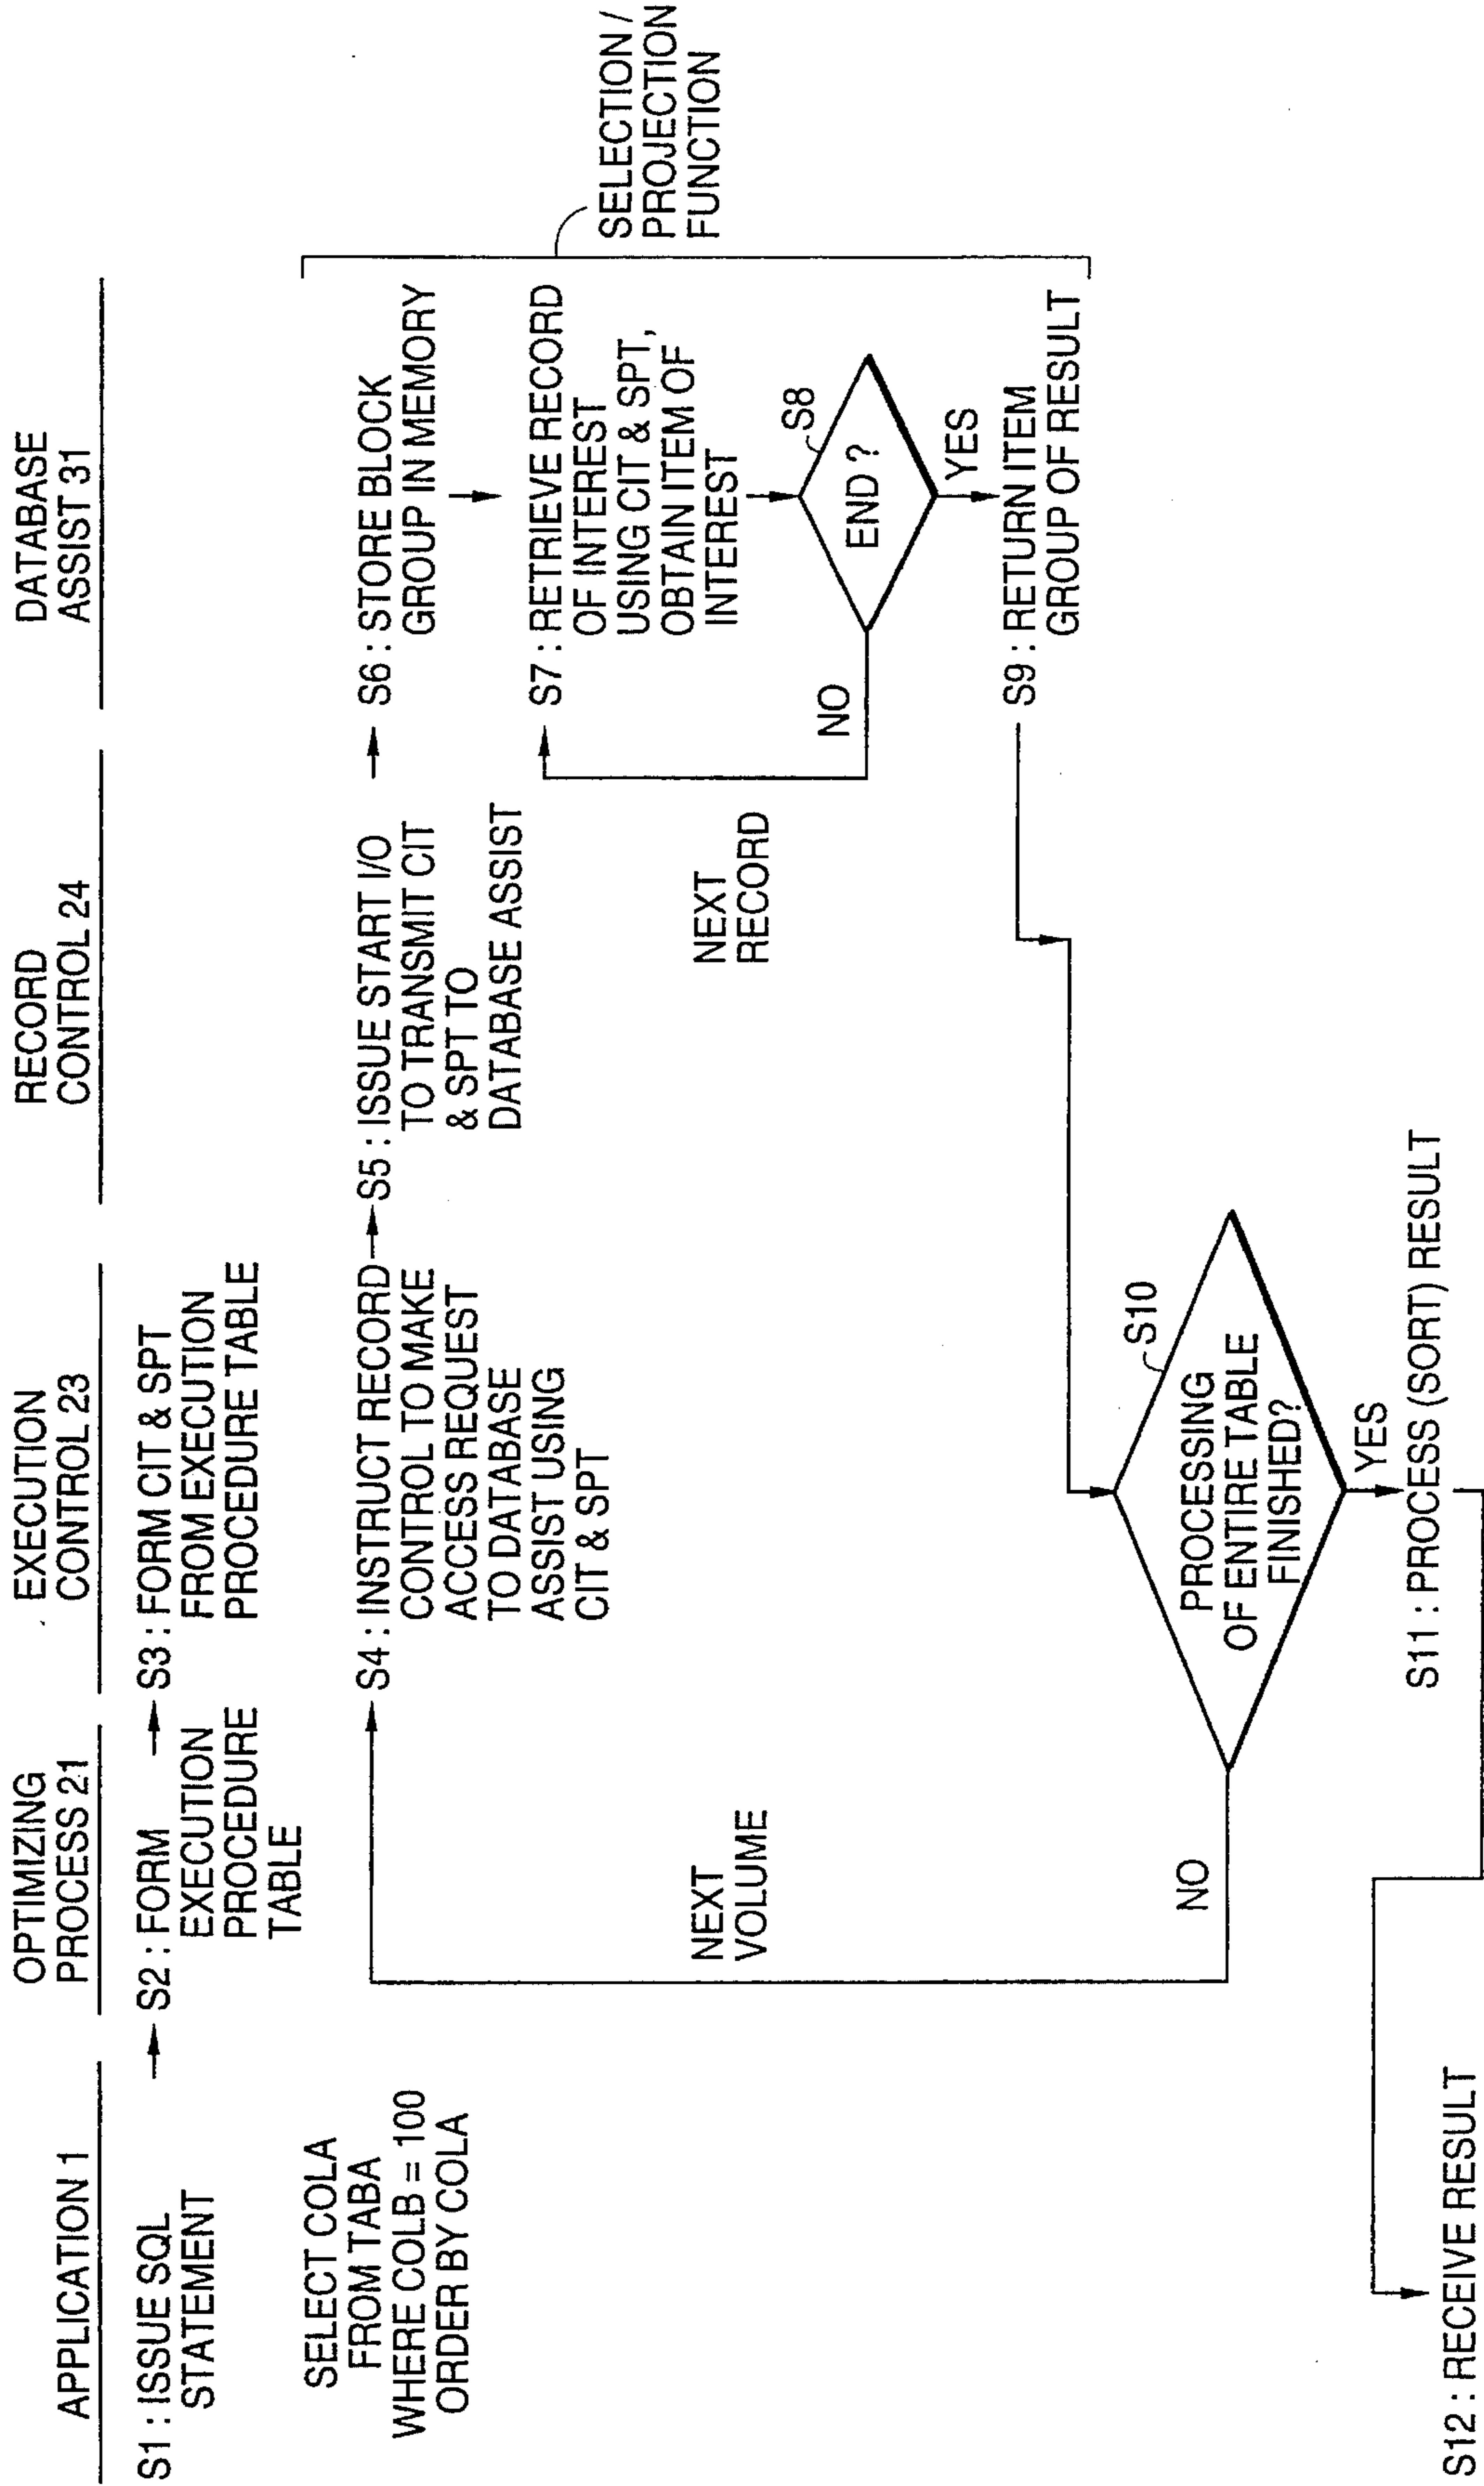 APPLICATION 1
OPTIMIZING
PROCESS 21
EXECUTION
CONTROL 23
RECORD
CONTROL 24
DATABASE
ASSIST 31
S1 : ISSUE SQL
STATEMENT
SELECT COLA
FROM TABA
WHERE COLB = 100
ORDER BY COLA
S2 : FORM
EXECUTION
PROCEDURE
TABLE
S3 : FORM CIT & SPT
FROM EXECUTION
PROCEDURE TABLE
S4 : INSTRUCT RECORD
CONTROL TO MAKE
ACCESS REQUEST
TO DATABASE
ASSIST USING
CIT & SPT
S5 : ISSUE START I/O
TO TRANSMIT CIT
& SPT TO
DATABASE ASSIST
S6 : STORE BLOCK
GROUP IN MEMORY
S7 : RETRIEVE RECORD
OF INTEREST
USING CIT & SPT,
OBTAIN ITEM OF
INTEREST
SELECTION /
PROJECTION
FUNCTION
S8
END ?
NO
YES
NEXT
RECORD
S9 : RETURN ITEM
GROUP OF RESULT
NEXT
VOLUME
S10
PROCESSING
OF ENTIRE TABLE
FINISHED?
NO
YES
S11 : PROCESS (SORT) RESULT
S12 : RECEIVE RESULT